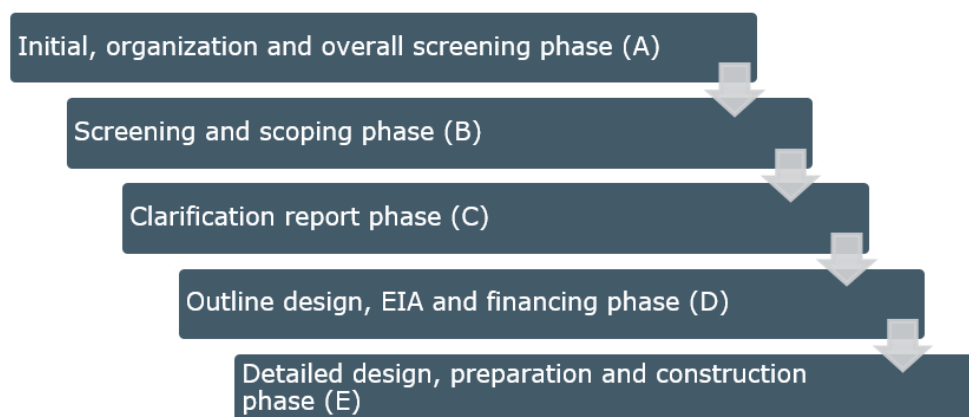 Initial, organization and overall screening phase (A)
Screening and scoping phase (B)
Clarification report phase (C)
Outline design, EIA and financing phase (D)
Detailed design, preparation and construction
phase (E)